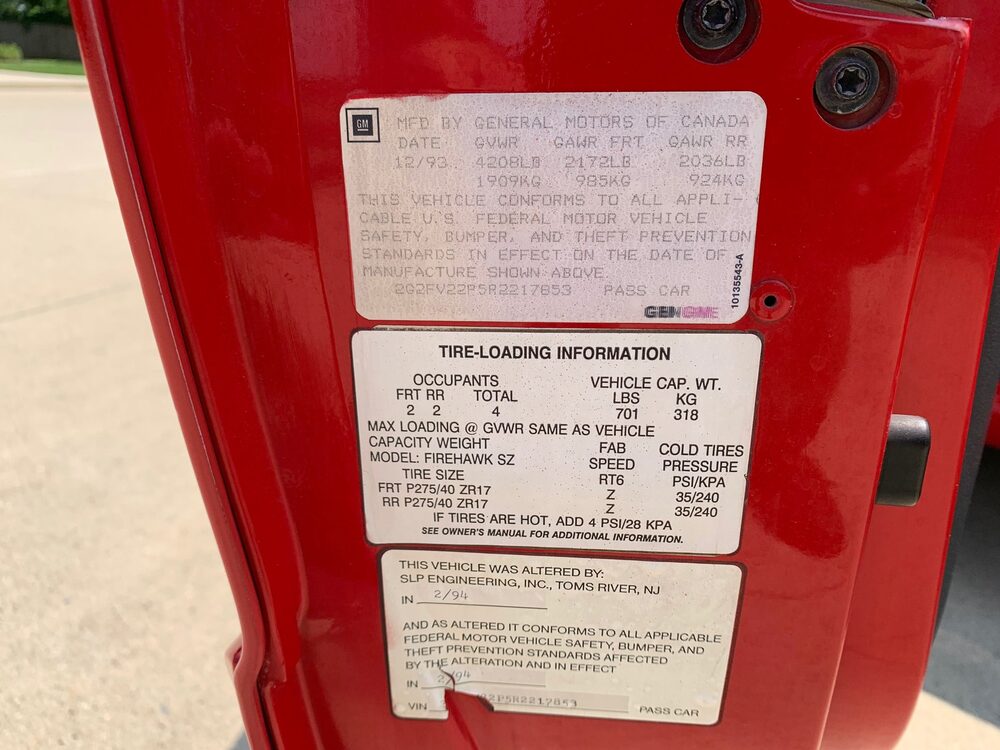 GM
MFD BY GENERAL MOTORS OF CANADA
DATE GVWR GAWR FRT GAWR RR
12/93 4208LB 2172LB 2036LB
1909KG 985KG 924KG
THIS VEHICLE CONFORMS TO ALL APPLI-
CABLE U.S. FEDERAL MOTOR VEHICLE
SAFETY, BUMPER, AND THEFT PREVENTION
STANDARDS IN EFFECT ON THE DATE OF
MANUFACTURE SHOWN ABOVE.
2G2FV22P5R2217853 PASS CAR
10135543-A
TIRE-LOADING INFORMATION
OCCUPANTS VEHICLE CAP. WT.
FRT RR TOTAL LBS KG
2 2 4 701 318
MAX LOADING @ GVWR SAME AS VEHICLE
CAPACITY WEIGHT FAB COLD TIRES
MODEL: FIREHAWK SZ SPEED PRESSURE
TIRE SIZE RT6 PSI/KPA
FRT P275/40 ZR17 Z 35/240
RR P275/40 ZR17 Z 35/240
IF TIRES ARE HOT, ADD 4 PSI/28 KPA
SEE OWNER'S MANUAL FOR ADDITIONAL INFORMATION.
THIS VEHICLE WAS ALTERED BY:
SLP ENGINEERING, INC., TOMS RIVER, NJ
IN 2/94
AND AS ALTERED IT CONFORMS TO ALL APPLICABLE
FEDERAL MOTOR VEHICLE SAFETY, BUMPER, AND
THEFT PREVENTION STANDARDS AFFECTED
BY THE ALTERATION AND IN EFFECT
IN 2/94
VIN 22P5R2217853 PASS CAR